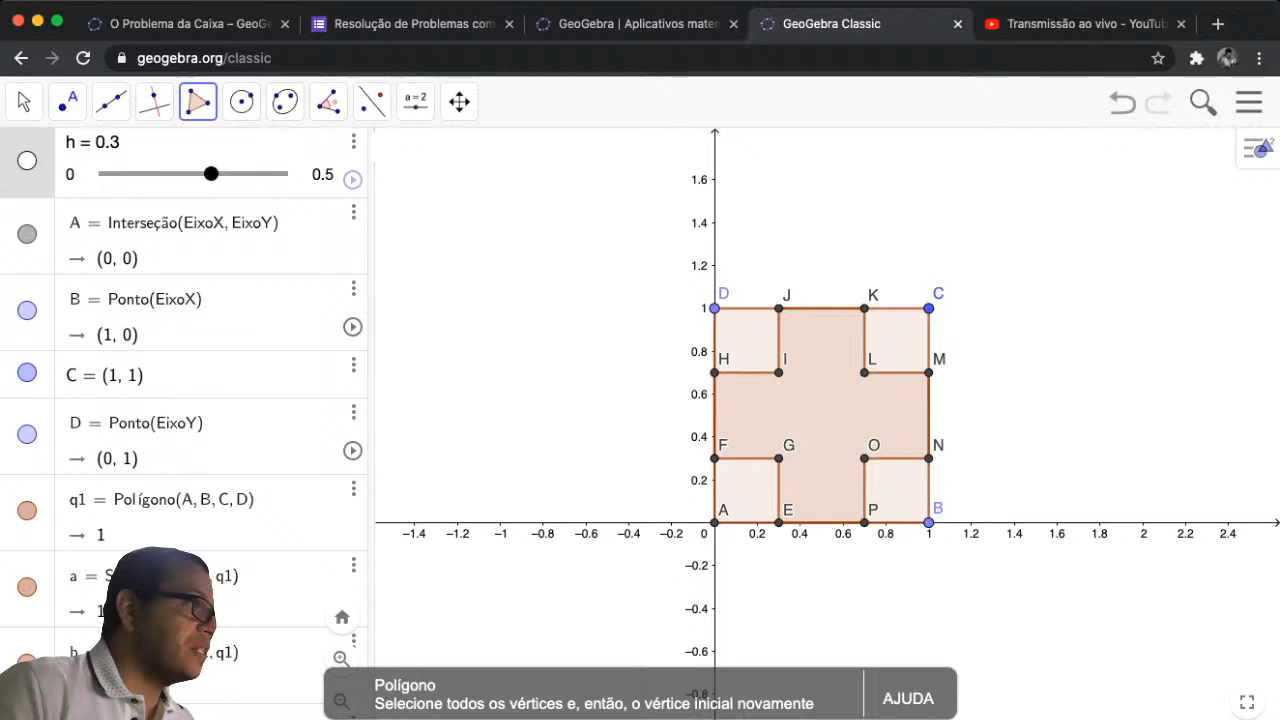 O Problema da Caixa – GeoGe
Resolução de Problemas com
GeoGebra | Aplicativos matem
GeoGebra Classic
Transmissão ao vivo - YouTub
geogebra.org/classic
A
a=2
h = 0.3
0
0.5
A = Interseção(EixoX, EixoY)
→ (0, 0)
B = Ponto(EixoX)
→ (1, 0)
C = (1, 1)
D = Ponto(EixoY)
→ (0, 1)
q1 = Polígono(A, B, C, D)
→ 1
a = S q1)
→ 1
b q1)
1.6
1.4
1.2
1
0.8
0.6
0.4
0.2
D J K C
H I L M
F G O N
A E P B
−1.4 −1.2 −1 −0.8 −0.6 −0.4 −0.2 0 0.2 0.4 0.6 0.8 1 1.2 1.4 1.6 1.8 2 2.2 2.4
−0.2
−0.4
−0.6
−0.8
Polígono
Selecione todos os vértices e, então, o vértice inicial novamente
AJUDA